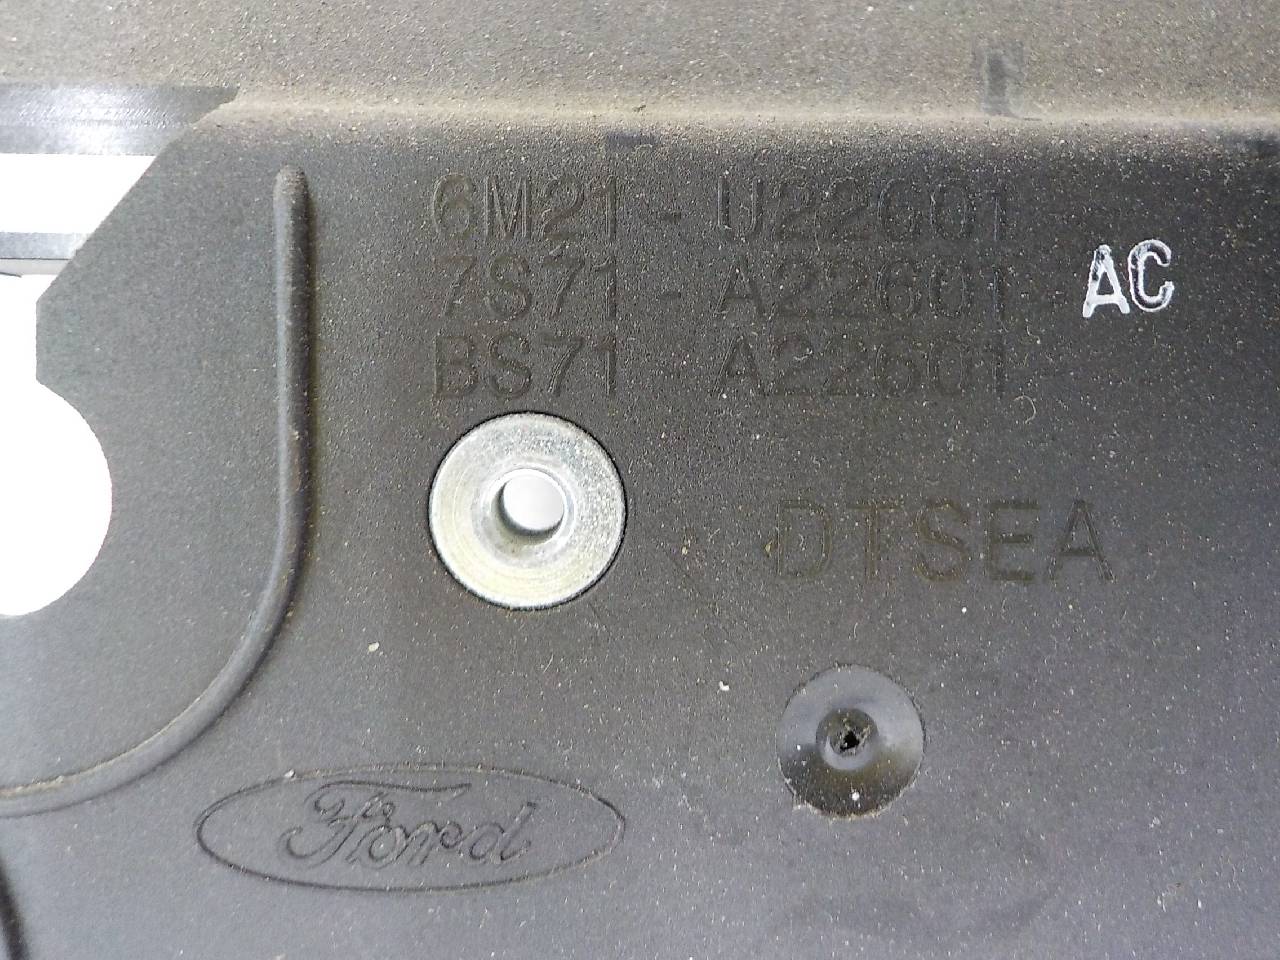 6M21-U22601-
7S71-A22601- AC
BS71-A22601
DTSEA
Ford